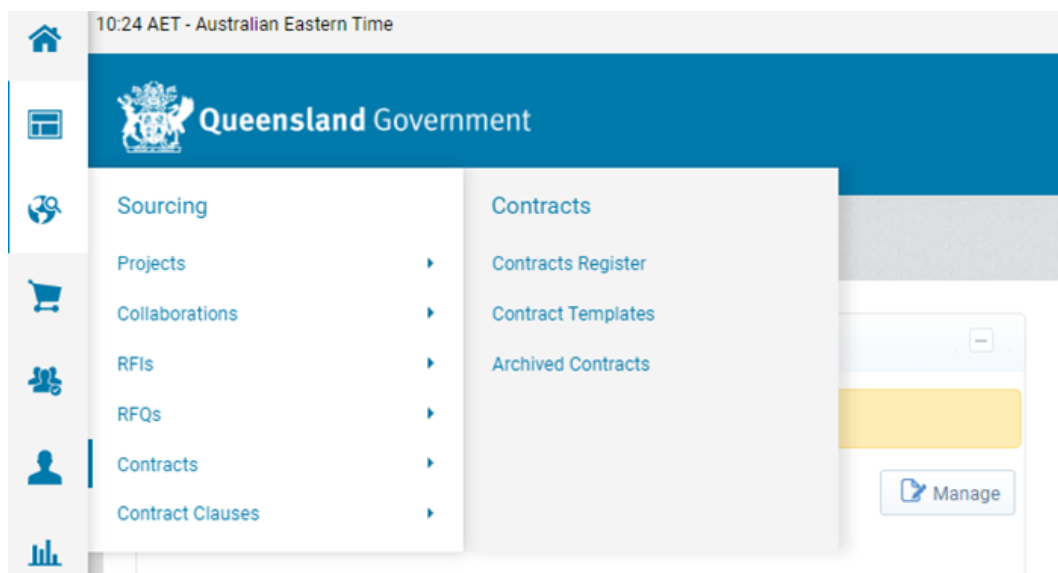 10:24 AET - Australian Eastern Time
Queensland Government
Sourcing
Projects
Collaborations
RFIs
RFQs
Contracts
Contract Clauses
Contracts
Contracts Register
Contract Templates
Archived Contracts
Manage